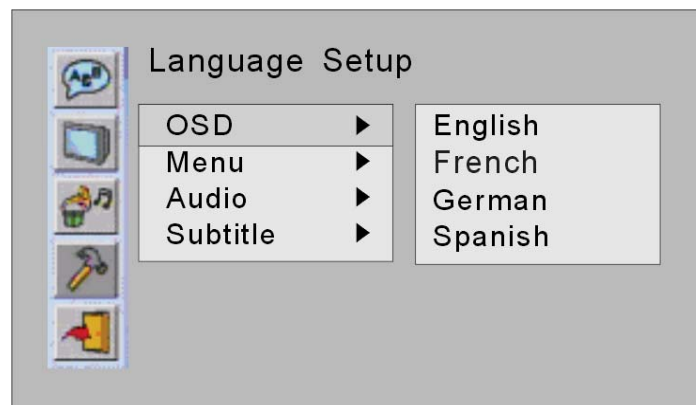 Language Setup
OSD ▶ English
Menu ▶ French
Audio ▶ German
Subtitle ▶ Spanish